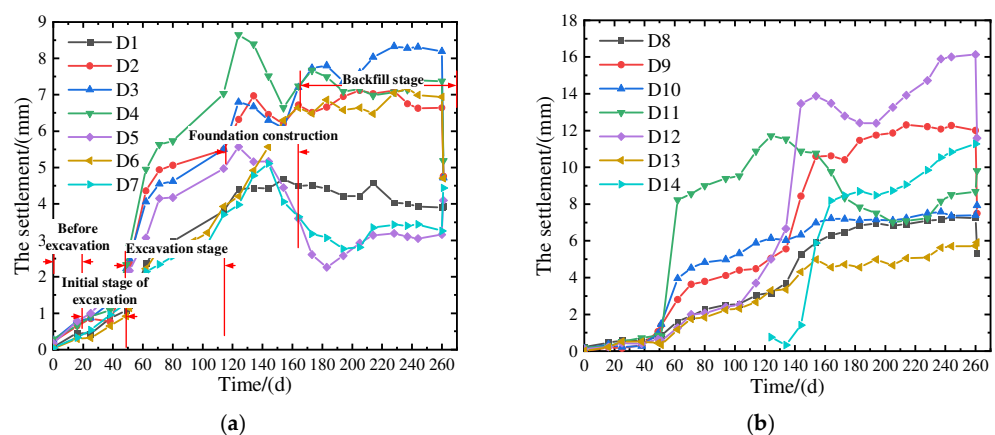 The settlement/(mm)
9
8
7
6
5
4
3
2
1
0
D1
D2
D3
D4
D5
D6
D7
Backfill stage
Foundation construction
Before
excavation
Excavation stage
Initial stage of
excavation
0 20 40 60 80 100 120 140 160 180 200 220 240 260
Time/(d)
(a)
The settlement/(mm)
18
16
14
12
10
8
6
4
2
0
D8
D9
D10
D11
D12
D13
D14
0 20 40 60 80 100 120 140 160 180 200 220 240 260
Time/(d)
(b)